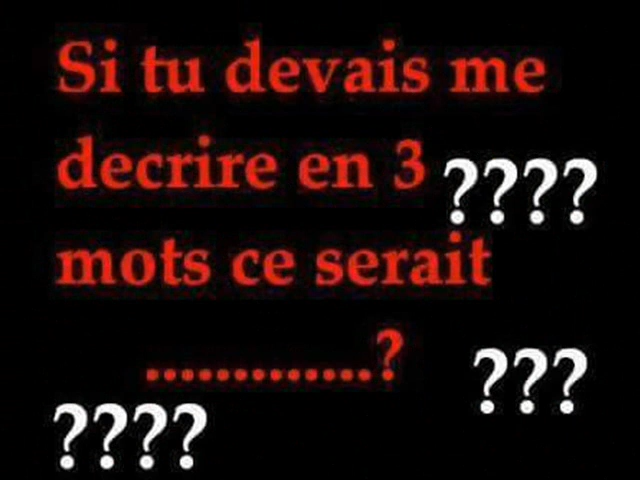 Si tu devais me
decrire en 3 ????
mots ce serait
.............?
???
????